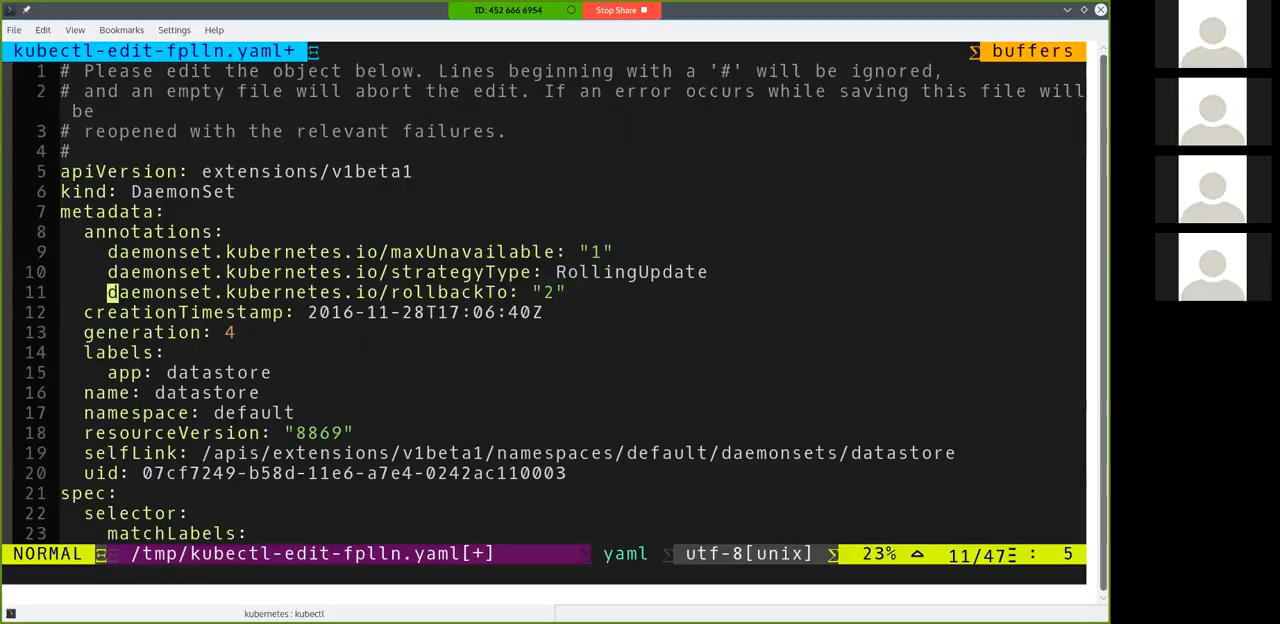 ID: 452 666 6954 Stop Share
File Edit View Bookmarks Settings Help
kubectl-edit-fplln.yaml+ buffers
1 # Please edit the object below. Lines beginning with a '#' will be ignored,
2 # and an empty file will abort the edit. If an error occurs while saving this file will
be
3 # reopened with the relevant failures.
4 #
5 apiVersion: extensions/v1beta1
6 kind: DaemonSet
7 metadata:
8 annotations:
9 daemonset.kubernetes.io/maxUnavailable: "1"
10 daemonset.kubernetes.io/strategyType: RollingUpdate
11 daemonset.kubernetes.io/rollbackTo: "2"
12 creationTimestamp: 2016-11-28T17:06:40Z
13 generation: 4
14 labels:
15 app: datastore
16 name: datastore
17 namespace: default
18 resourceVersion: "8869"
19 selfLink: /apis/extensions/v1beta1/namespaces/default/daemonsets/datastore
20 uid: 07cf7249-b58d-11e6-a7e4-0242ac110003
21 spec:
22 selector:
23 matchLabels:
NORMAL /tmp/kubectl-edit-fplln.yaml[+] yaml utf-8[unix] 23% 11/47 : 5
kubernetes : kubectl